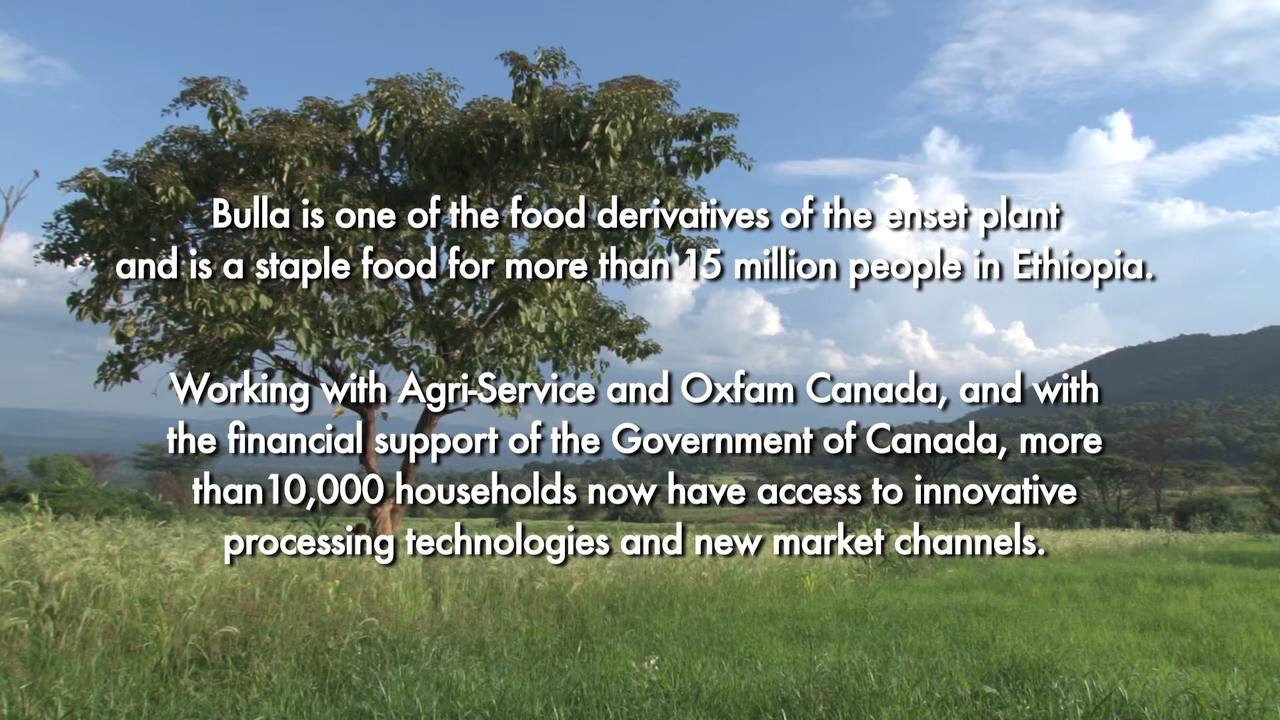 Bulla is one of the food derivatives of the enset plant
and is a staple food for more than 15 million people in Ethiopia.
Working with Agri-Service and Oxfam Canada, and with
the financial support of the Government of Canada, more
than10,000 households now have access to innovative
processing technologies and new market channels.